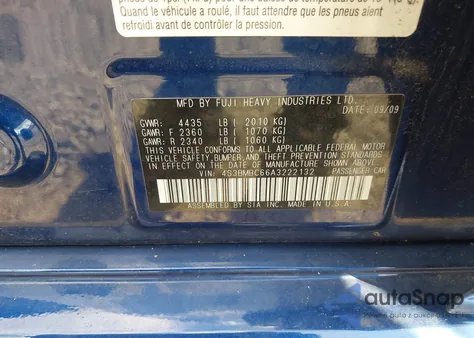 Quand le véhicule a roulé, il faut attendre que les pneus aient
refroidi avant de contrôler la pression.
MFD. BY FUJI HEAVY INDUSTRIES LTD.
DATE: 09/09
GVWR: 4435 LB ( 2010 KG)
GAWR: F 2360 LB ( 1070 KG)
GAWR: R 2340 LB ( 1060 KG)
THIS VEHICLE CONFORMS TO ALL APPLICABLE FEDERAL MOTOR
VEHICLE SAFETY, BUMPER, AND THEFT PREVENTION STANDARDS
IN EFFECT ON THE DATE OF MANUFACTURE SHOWN ABOVE.
VIN: 4S3BMBC66A3222132 PASSENGER CAR
ASSEMBLED BY SIA INC. MADE IN U.S.A
autoSnap